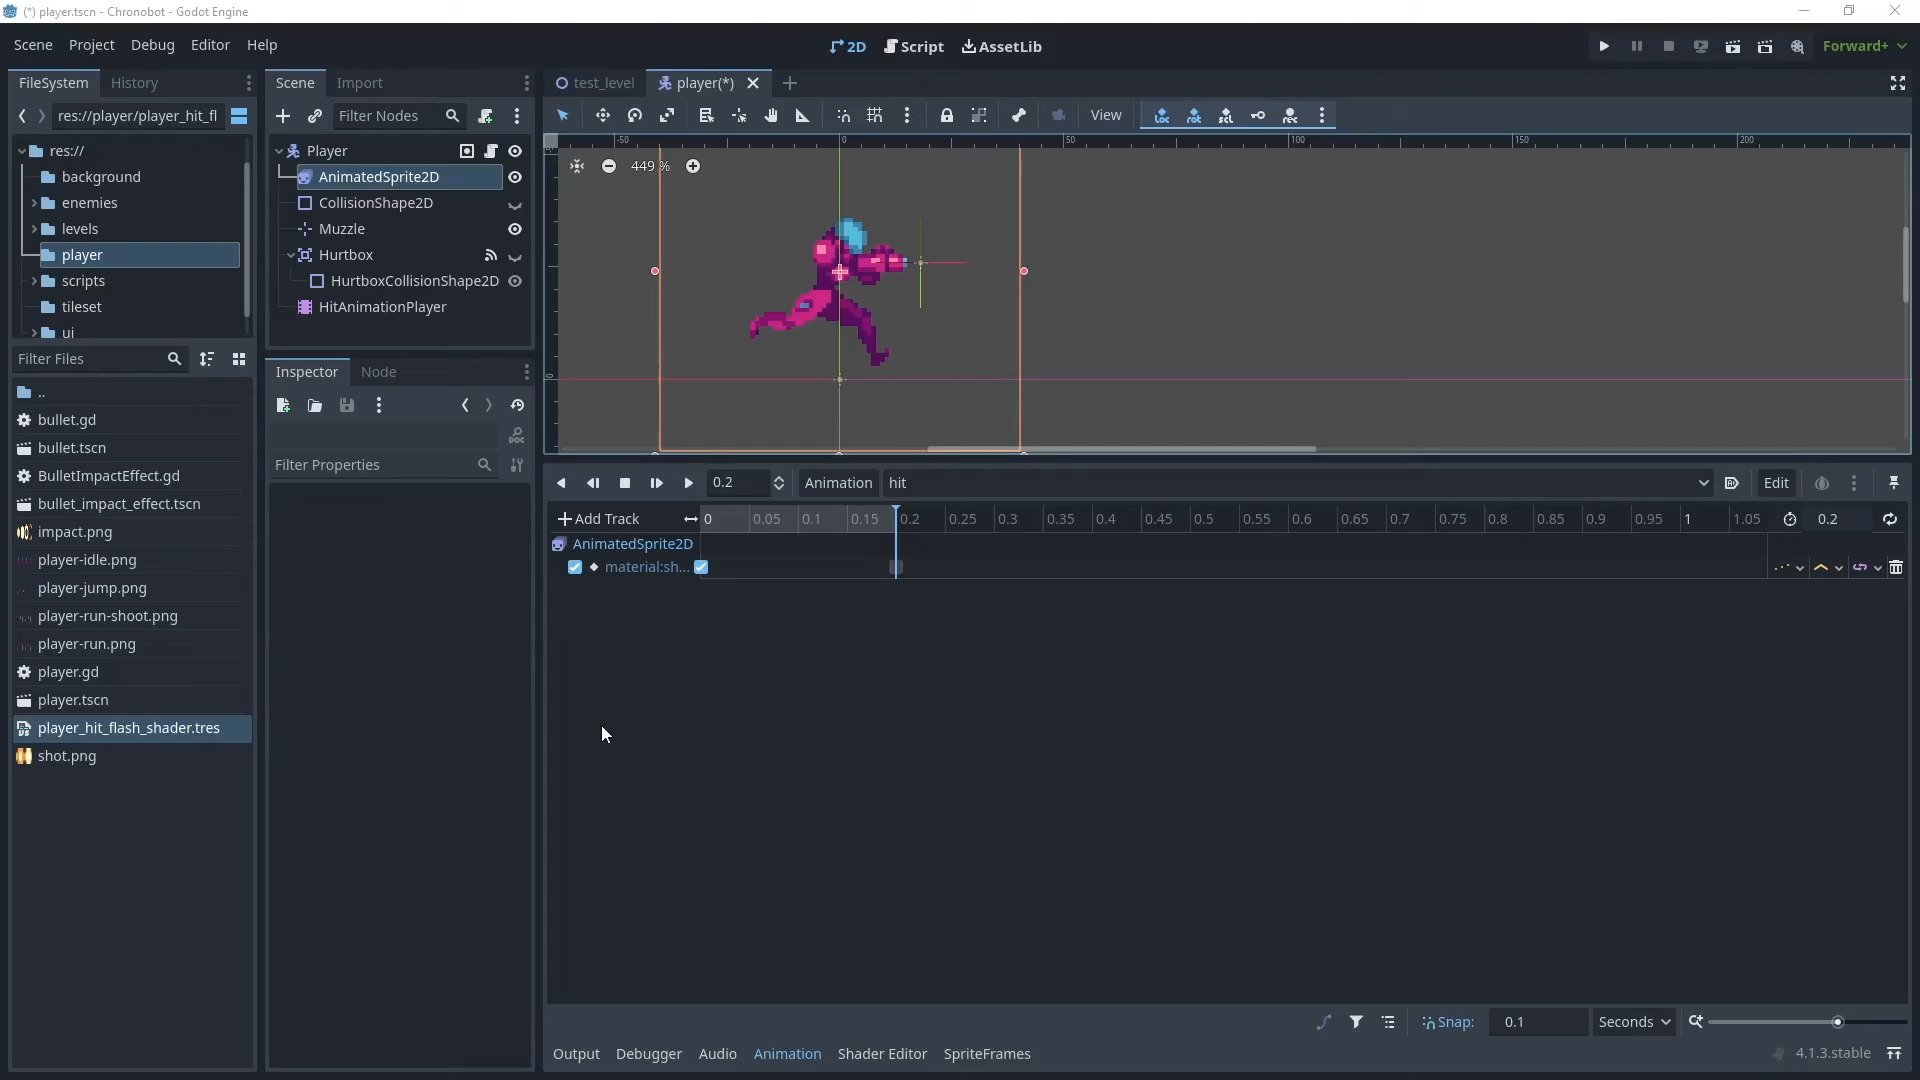 (*) player.tscn - Chronobot - Godot Engine
Scene Project Debug Editor Help
2D Script AssetLib
Forward+
FileSystem History
Scene Import
test_level player(*)
res://player/player_hit_fl
Filter Nodes
View
res://
background
enemies
levels
player
scripts
tileset
ui
Player
AnimatedSprite2D
CollisionShape2D
Muzzle
Hurtbox
HurtboxCollisionShape2D
HitAnimationPlayer
-50 0 50 100 150 200
449 %
0
Filter Files
..
bullet.gd
bullet.tscn
BulletImpactEffect.gd
bullet_impact_effect.tscn
impact.png
player-idle.png
player-jump.png
player-run-shoot.png
player-run.png
player.gd
player.tscn
player_hit_flash_shader.tres
shot.png
Inspector Node
Filter Properties
0.2 Animation hit Edit
Add Track 0 0.05 0.1 0.15 0.2 0.25 0.3 0.35 0.4 0.45 0.5 0.55 0.6 0.65 0.7 0.75 0.8 0.85 0.9 0.95 1 1.05 0.2
AnimatedSprite2D
material:sh...
Snap: 0.1 Seconds
Output Debugger Audio Animation Shader Editor SpriteFrames
4.1.3.stable